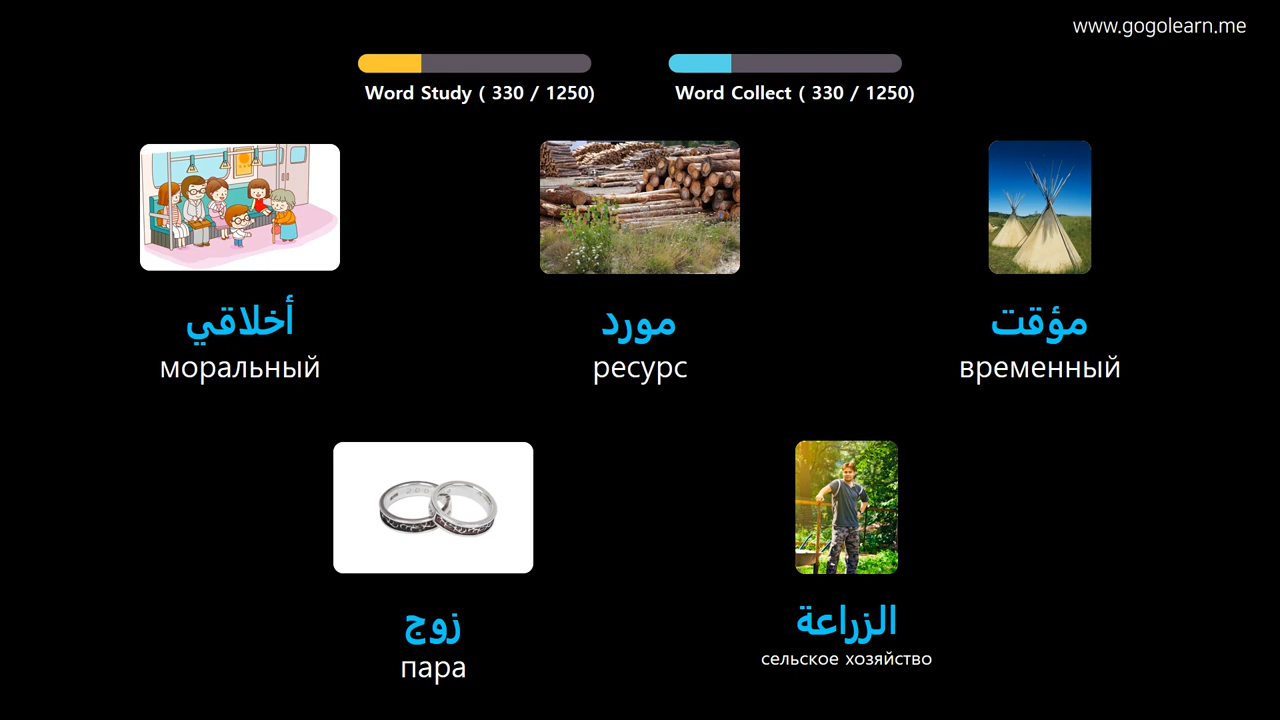 www.gogolearn.me
Word Study ( 330 / 1250)
Word Collect ( 330 / 1250)
أخلاقي
моральный
مورد
ресурс
مؤقت
временный
زوج
пара
الزراعة
сельское хозяйство